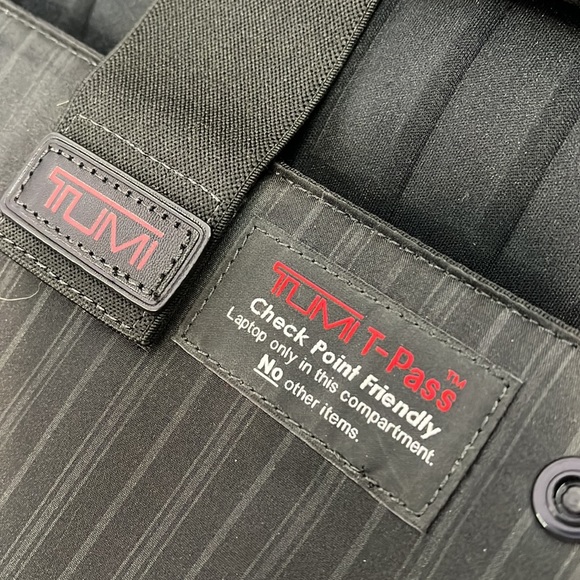 TUMI
TUMI T-Pass™
Check Point Friendly
Laptop only in this compartment.
No other items.